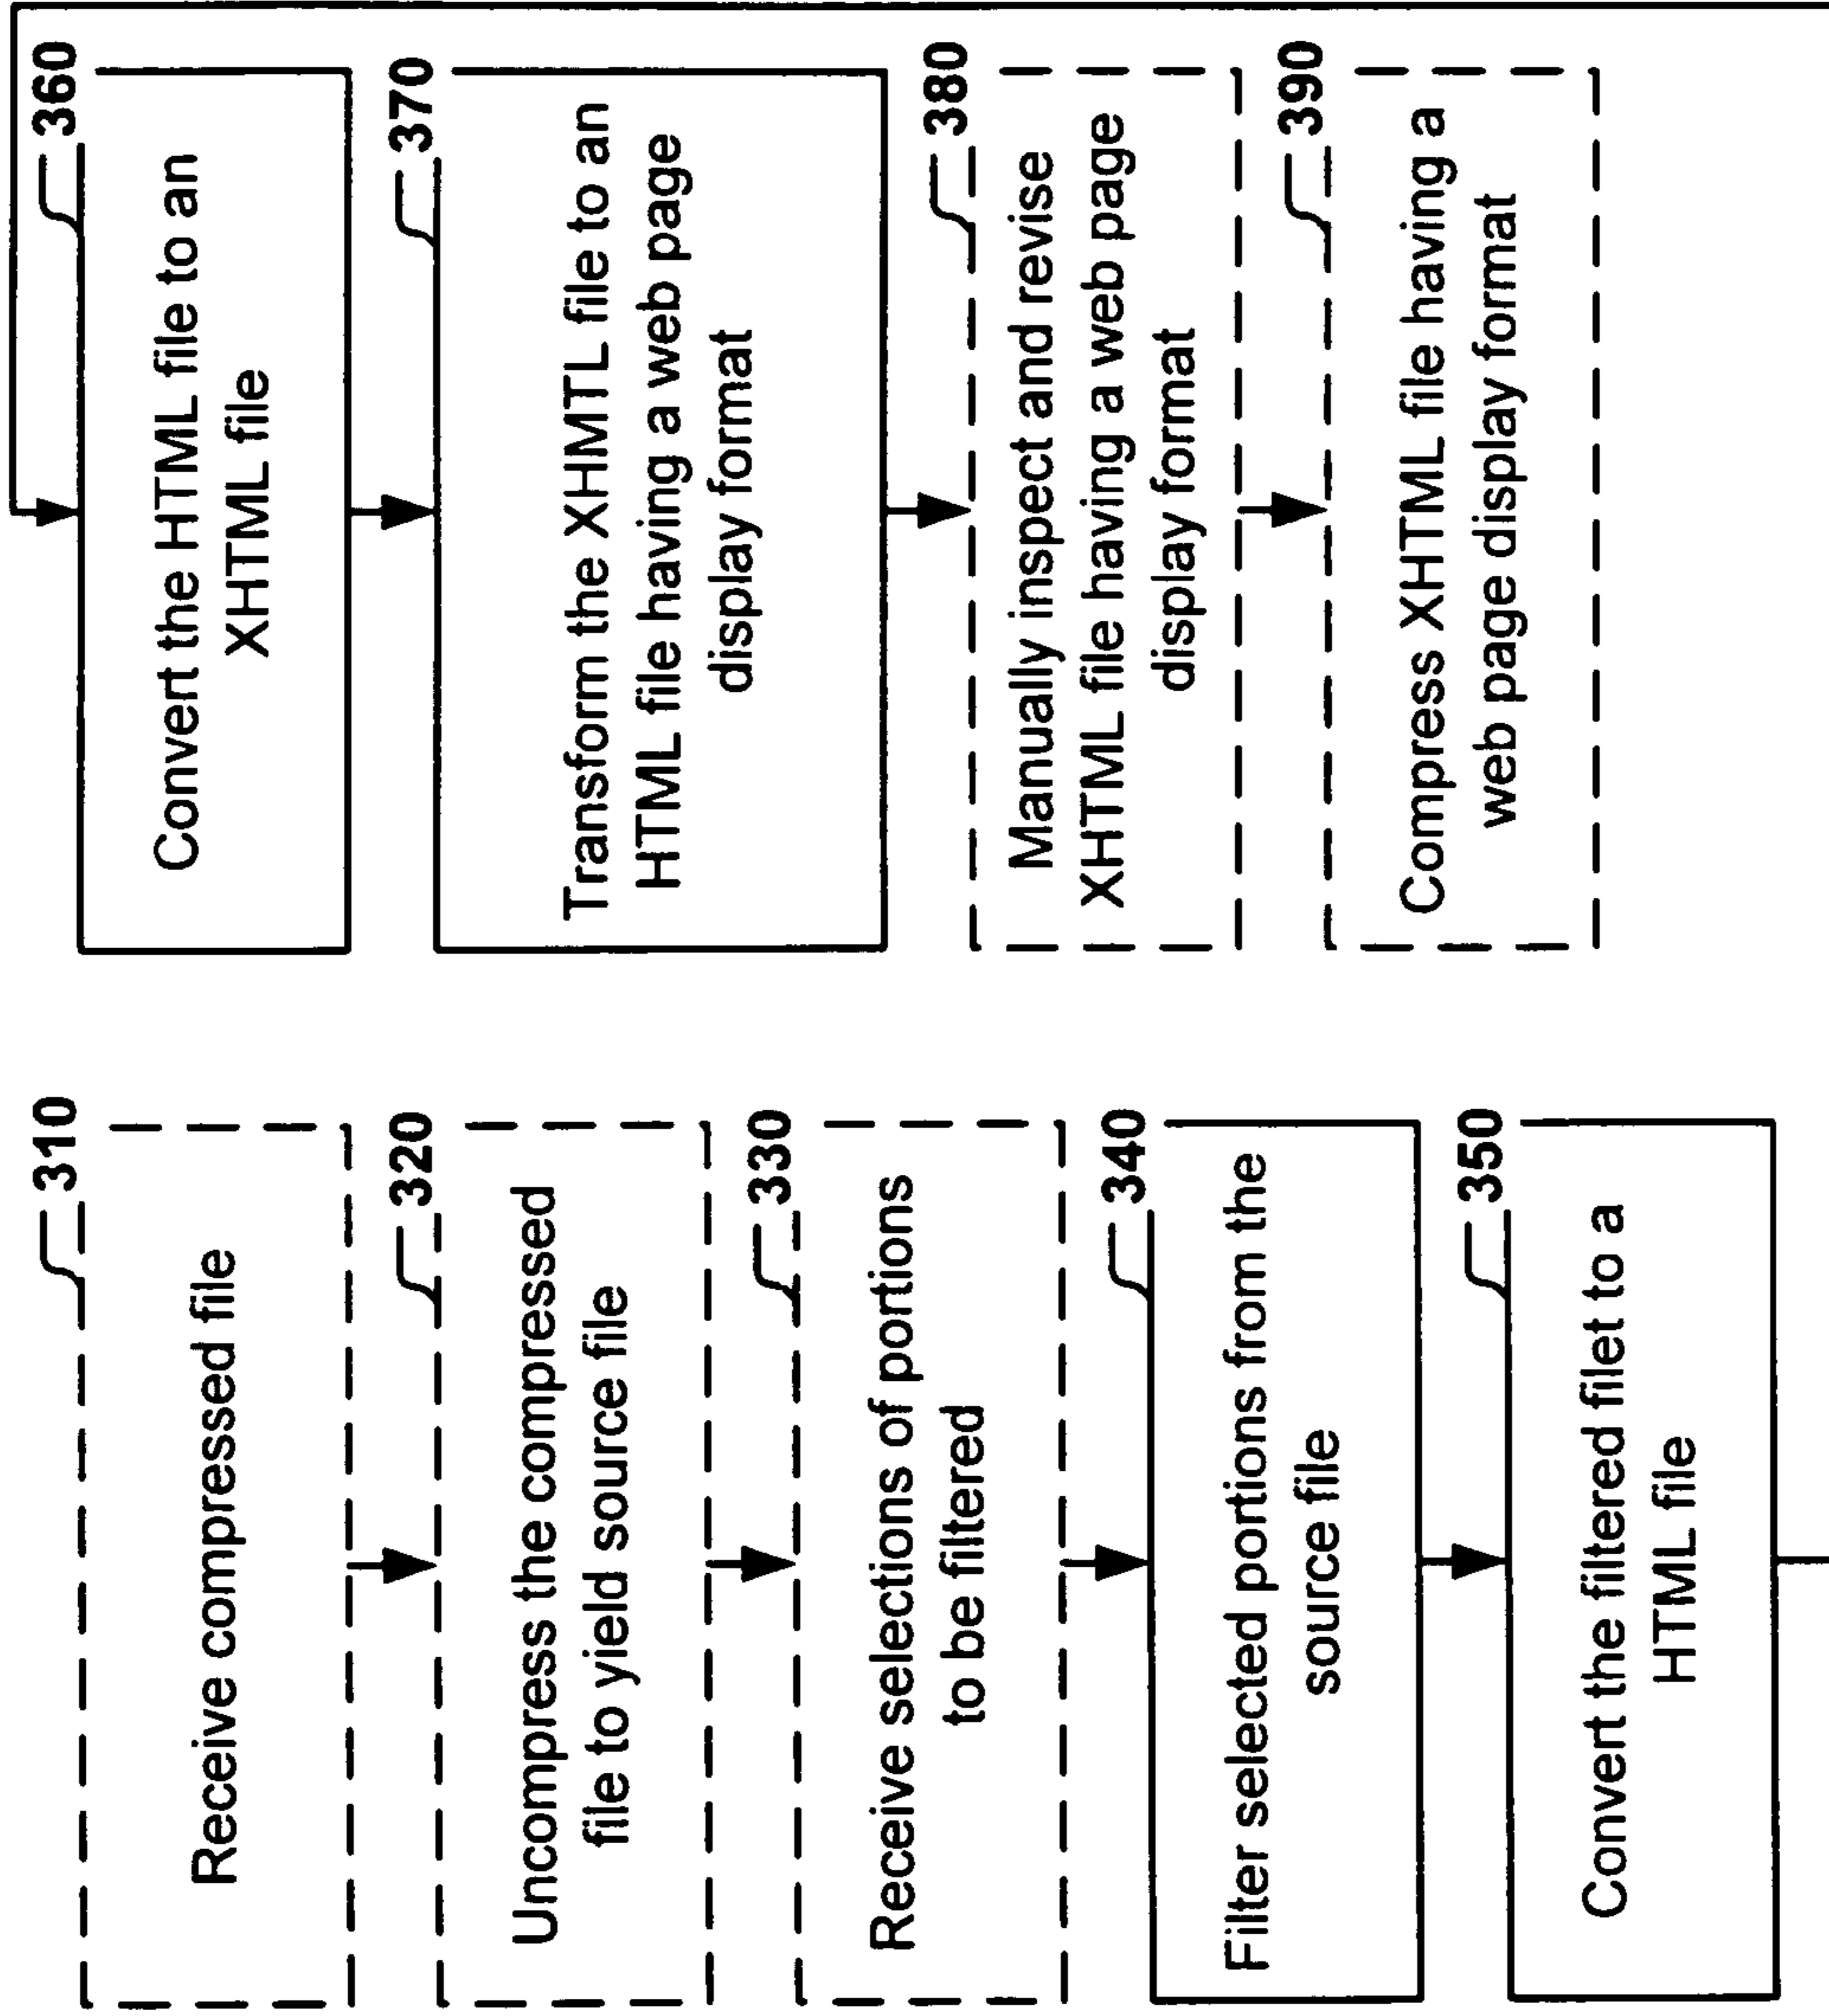 310
Receive compressed file
320
Uncompress the compressed
file to yield source file
330
Receive selections of portions
to be filtered
340
Filter selected portions from the
source file
350
Convert the filtered filet to a
HTML file
360
Convert the HTML file to an
XHTML file
370
Transform the XHMTL file to an
HTML file having a web page
display format
380
Manually inspect and revise
XHTML file having a web page
display format
390
Compress XHTML file having a
web page display format